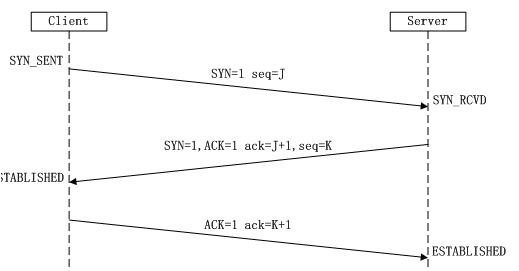 Client
Server
SYN_SENT
SYN=1 seq=J
SYN_RCVD
SYN=1,ACK=1 ack=J+1,seq=K
STABLISHED
ACK=1 ack=K+1
ESTABLISHED